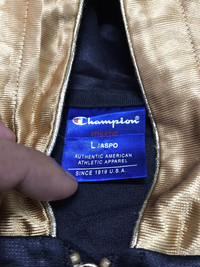 Champion
ATHLETIC
L JASPO
AUTHENTIC AMERICAN
ATHLETIC APPAREL
SINCE 1919 U.S.A.